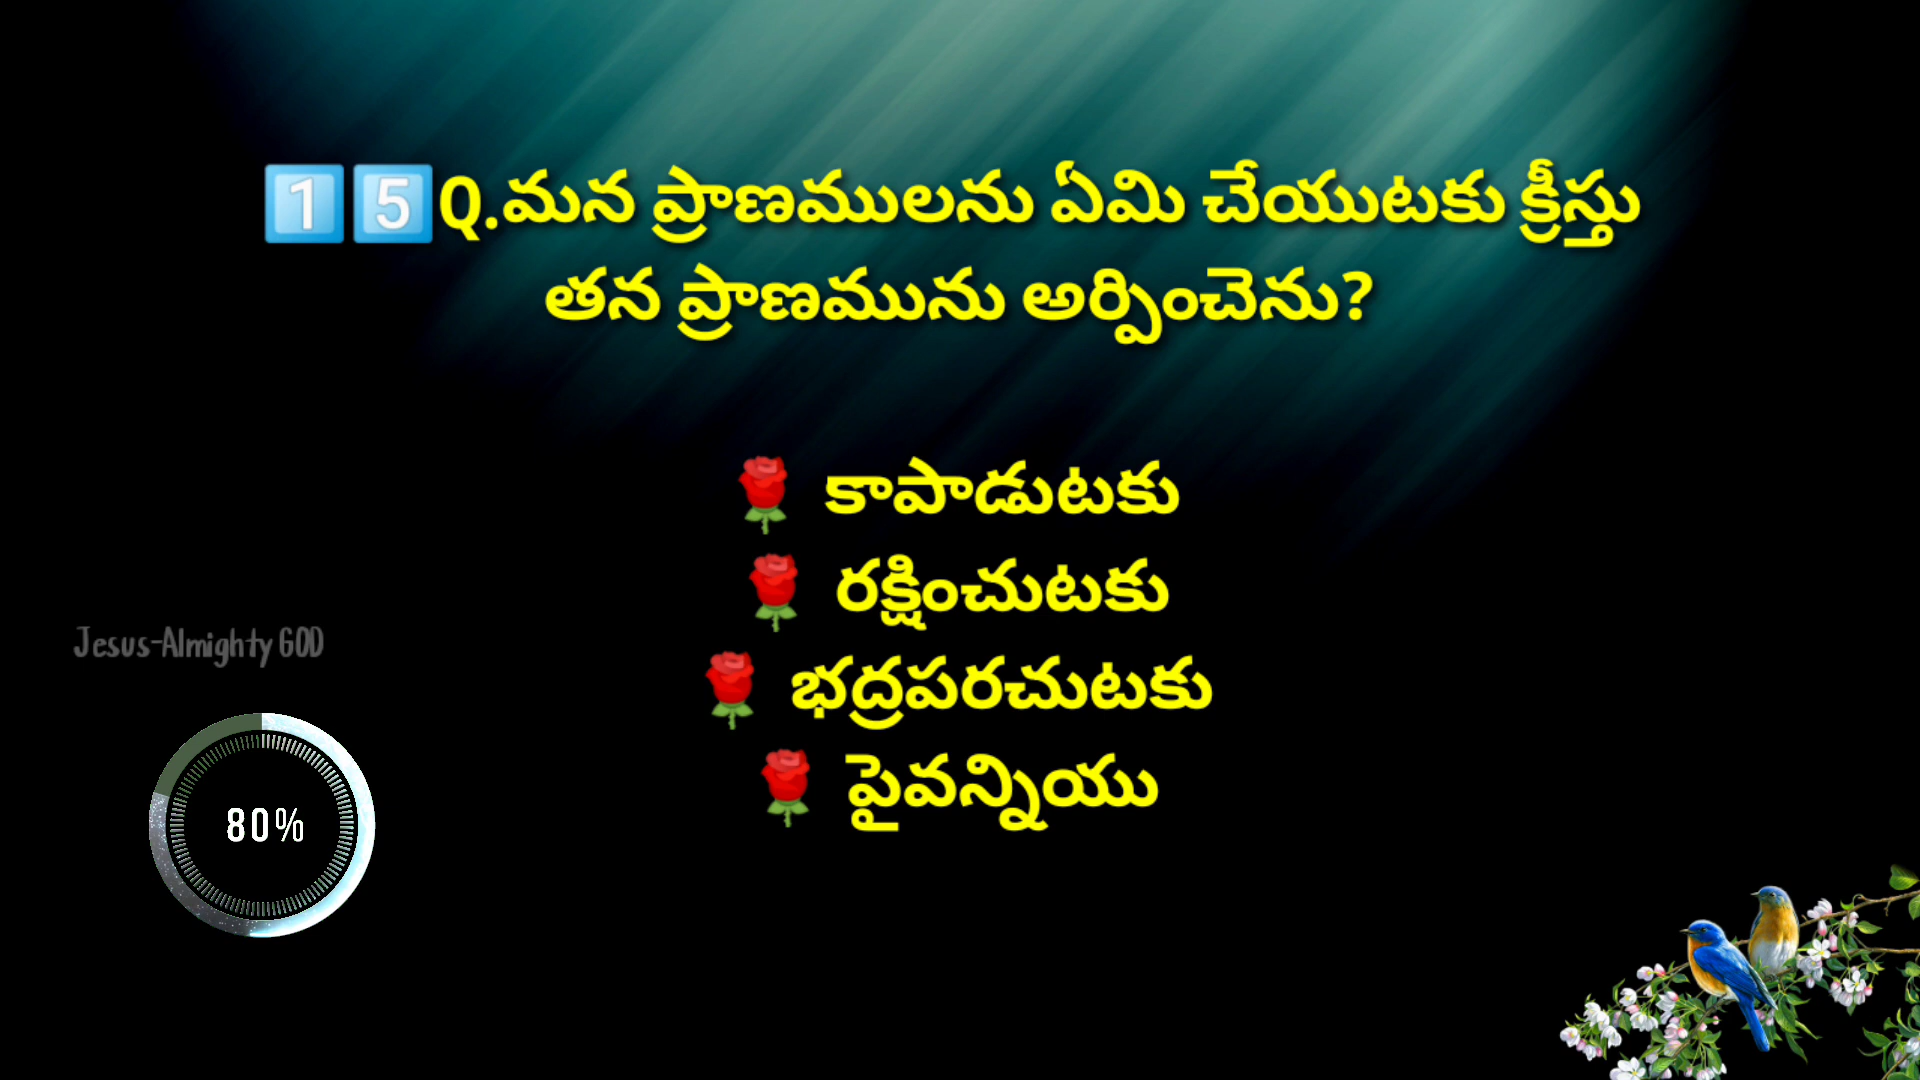 1️⃣5️⃣Q.మన ప్రాణములను ఏమి చేయుటకు క్రీస్తు
తన ప్రాణమును అర్పించెను?
🌹 కాపాడుటకు
🌹 రక్షించుటకు
🌹 భద్రపరచుటకు
🌹 పైవన్నియు
Jesus-Almighty GOD
80%